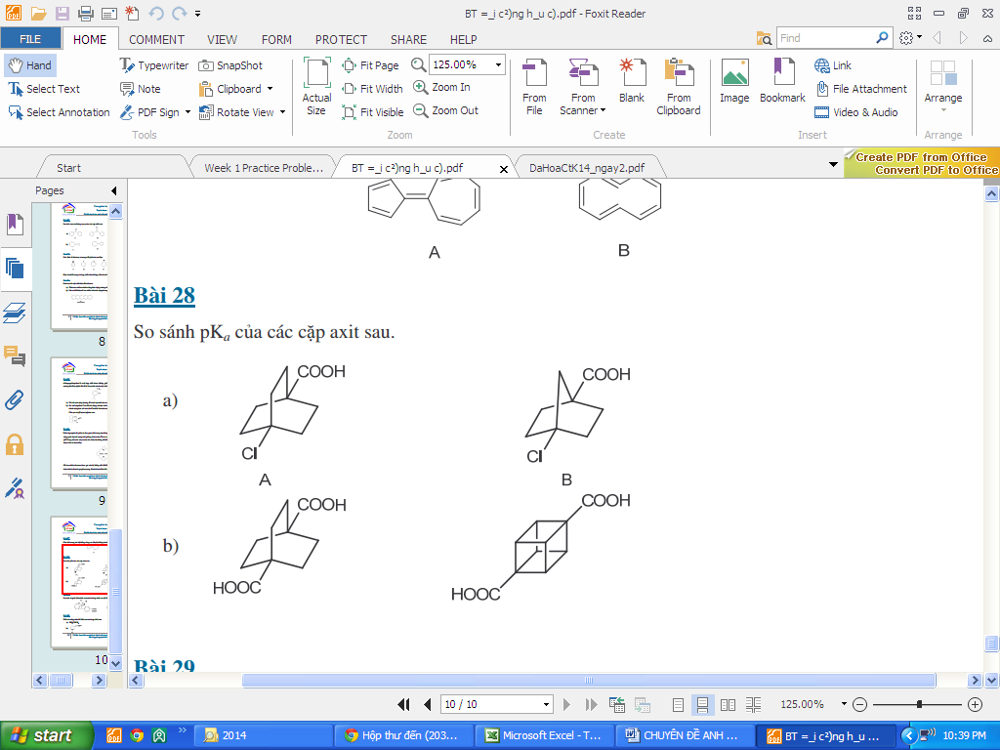 BT =_i c²)ng h_u c).pdf - Foxit Reader
FILE HOME COMMENT VIEW FORM PROTECT SHARE HELP
Find
Hand
Select Text
Select Annotation
Typewriter
Note
PDF Sign
SnapShot
Clipboard
Rotate View
Tools
Actual Size
Fit Page
Fit Width
Fit Visible
125.00%
Zoom In
Zoom Out
Zoom
From File
From Scanner
Blank
From Clipboard
Create
Image
Bookmark
Link
File Attachment
Video & Audio
Insert
Arrange
Arrange
Start
Week 1 Practice Proble...
BT =_i c²)ng h_u c).pdf
DaHoaCtK14_ngay2.pdf
Create PDF from Office
Convert PDF to Office
Pages
8
9
10
A
B
Bài 28
So sánh pKa của các cặp axit sau.
a)
COOH
Cl
A
COOH
Cl
B
b)
COOH
HOOC
COOH
HOOC
Bài 29
10 / 10
125.00%
start
2014
Hộp thư đến (203...
Microsoft Excel - T...
CHUYÊN ĐỀ ANH ...
BT =_i c²)ng h_u ...
10:39 PM